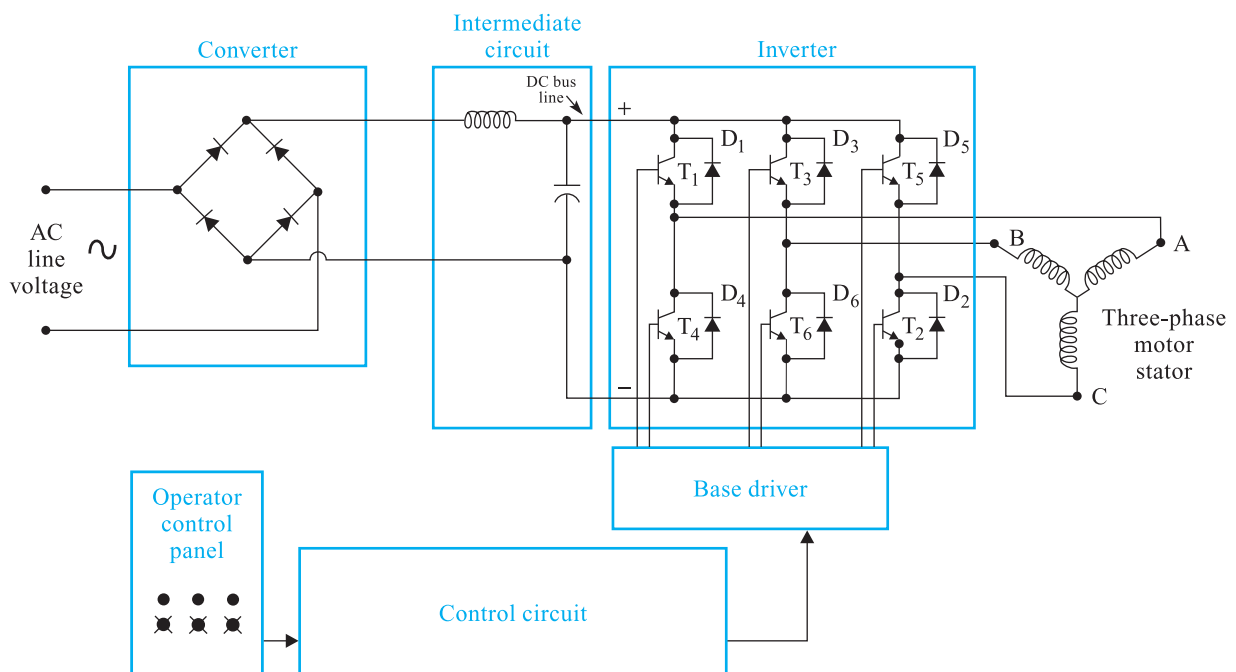 Converter
Intermediate
circuit
Inverter
DC bus
line
+
D1
D3
D5
T1
T3
T5
AC
line
voltage
B
A
D4
D6
D2
T4
T6
T2
Three-phase
motor
stator
−
C
Base driver
Operator
control
panel
Control circuit